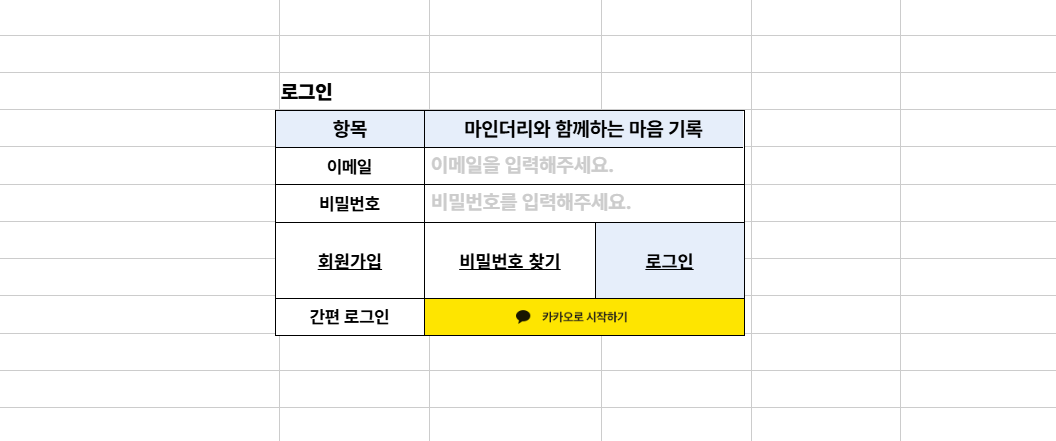 로그인
항목 마인더리와 함께하는 마음 기록
이메일 이메일을 입력해주세요.
비밀번호 비밀번호를 입력해주세요.
회원가입 비밀번호 찾기 로그인
간편 로그인 카카오로 시작하기